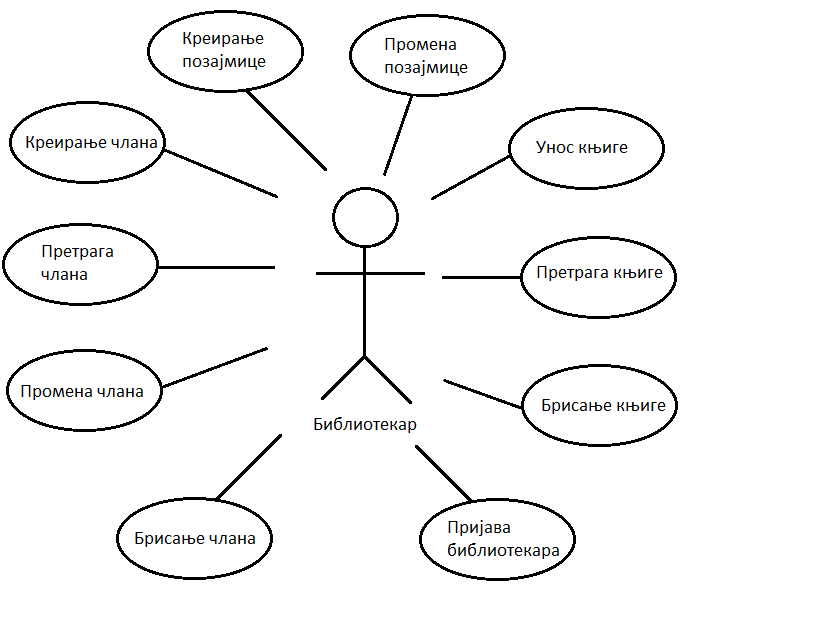 Креирање
позајмице
Промена
позајмице
Креирање члана
Унос књиге
Претрага
члана
Претрага књиге
Промена члана
Брисање књиге
Библиотекар
Брисање члана
Пријава
библиотекара